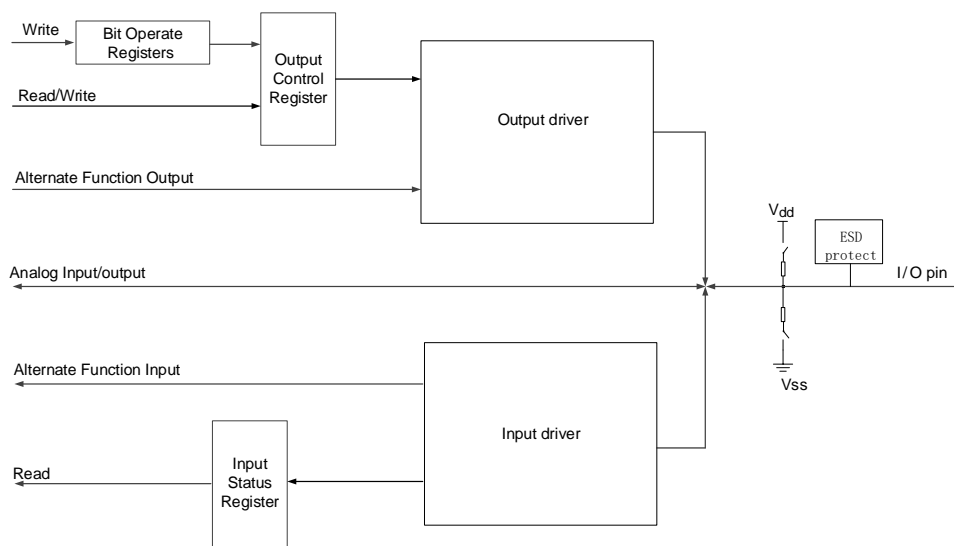 Write
Bit Operate
Registers
Output
Control
Register
Read/Write
Output driver
Alternate Function Output
Vdd
ESD
protect
Analog Input/output
I/O pin
Alternate Function Input
Vss
Input driver
Input
Status
Register
Read